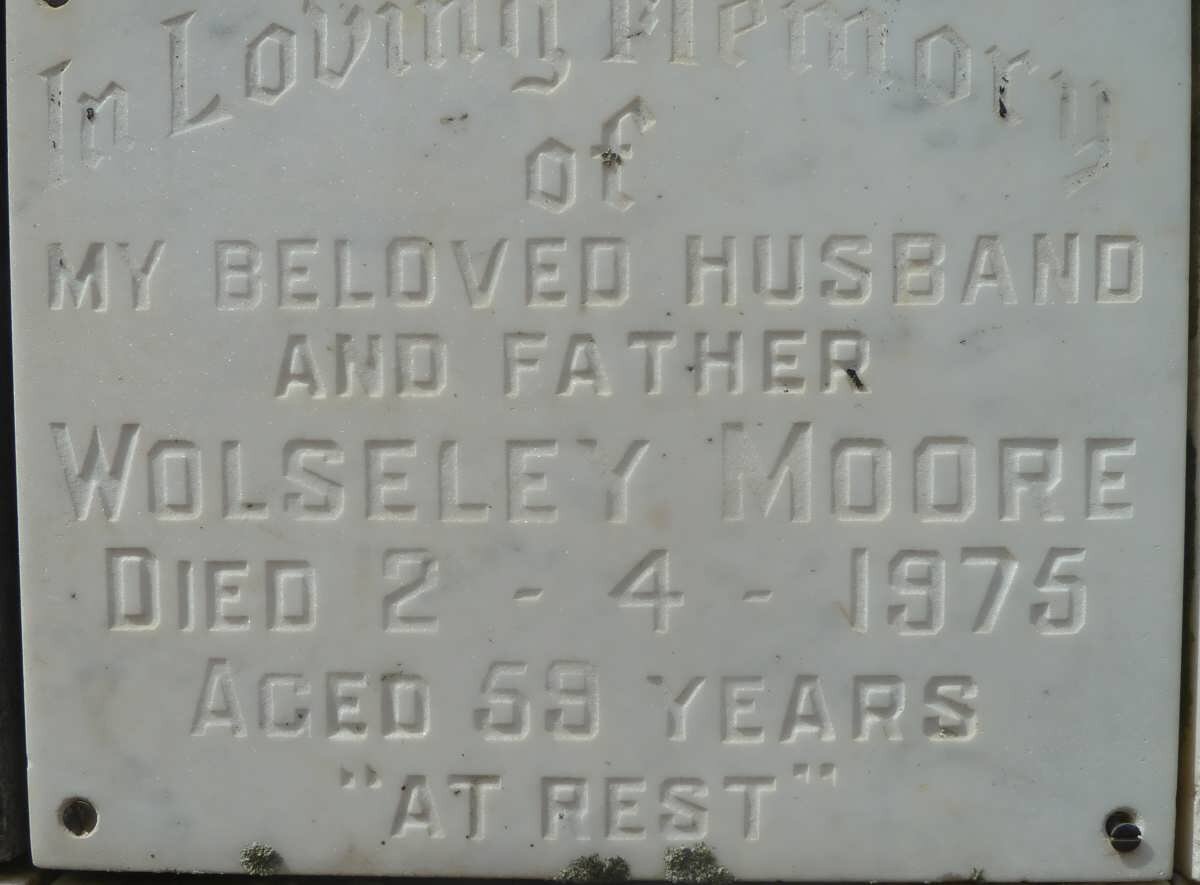 In Loving Memory
of
MY BELOVED HUSBAND
AND FATHER
WOLSELEY MOORE
DIED 2 - 4 - 1975
AGED 59 YEARS
"AT REST"